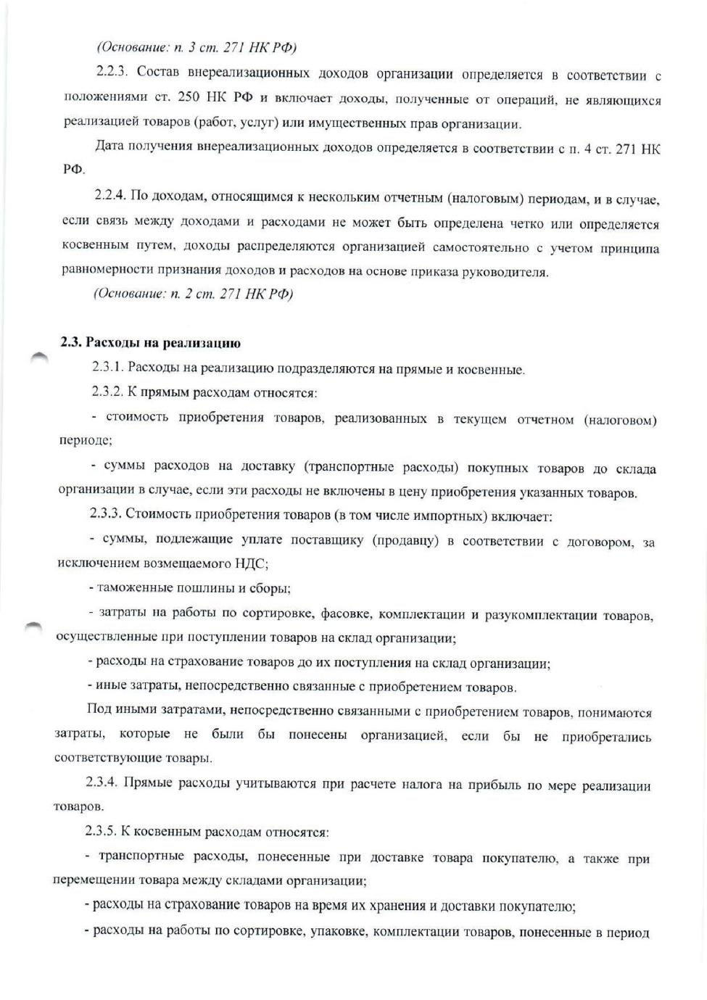 (Основание: п. 3 ст. 271 НК РФ)
2.2.3. Состав внереализационных доходов организации определяется в соответствии с
положениями ст. 250 НК РФ и включает доходы, полученные от операций, не являющихся
реализацией товаров (работ, услуг) или имущественных прав организации.
Дата получения внереализационных доходов определяется в соответствии с п. 4 ст. 271 НК
РФ.
2.2.4. По доходам, относящимся к нескольким отчетным (налоговым) периодам, и в случае,
если связь между доходами и расходами не может быть определена четко или определяется
косвенным путем, доходы распределяются организацией самостоятельно с учетом принципа
равномерности признания доходов и расходов на основе приказа руководителя.
(Основание: п. 2 ст. 271 НК РФ)
2.3. Расходы на реализацию
2.3.1. Расходы на реализацию подразделяются на прямые и косвенные.
2.3.2. К прямым расходам относятся:
- стоимость приобретения товаров, реализованных в текущем отчетном (налоговом)
периоде;
- суммы расходов на доставку (транспортные расходы) покупных товаров до склада
организации в случае, если эти расходы не включены в цену приобретения указанных товаров.
2.3.3. Стоимость приобретения товаров (в том числе импортных) включает:
- суммы, подлежащие уплате поставщику (продавцу) в соответствии с договором, за
исключением возмещаемого НДС;
- таможенные пошлины и сборы;
- затраты на работы по сортировке, фасовке, комплектации и разукомплектации товаров,
осуществленные при поступлении товаров на склад организации;
- расходы на страхование товаров до их поступления на склад организации;
- иные затраты, непосредственно связанные с приобретением товаров.
Под иными затратами, непосредственно связанными с приобретением товаров, понимаются
затраты, которые не были бы понесены организацией, если бы не приобретались
соответствующие товары.
2.3.4. Прямые расходы учитываются при расчете налога на прибыль по мере реализации
товаров.
2.3.5. К косвенным расходам относятся:
- транспортные расходы, понесенные при доставке товара покупателю, а также при
перемещении товара между складами организации;
- расходы на страхование товаров на время их хранения и доставки покупателю;
- расходы на работы по сортировке, упаковке, комплектации товаров, понесенные в период